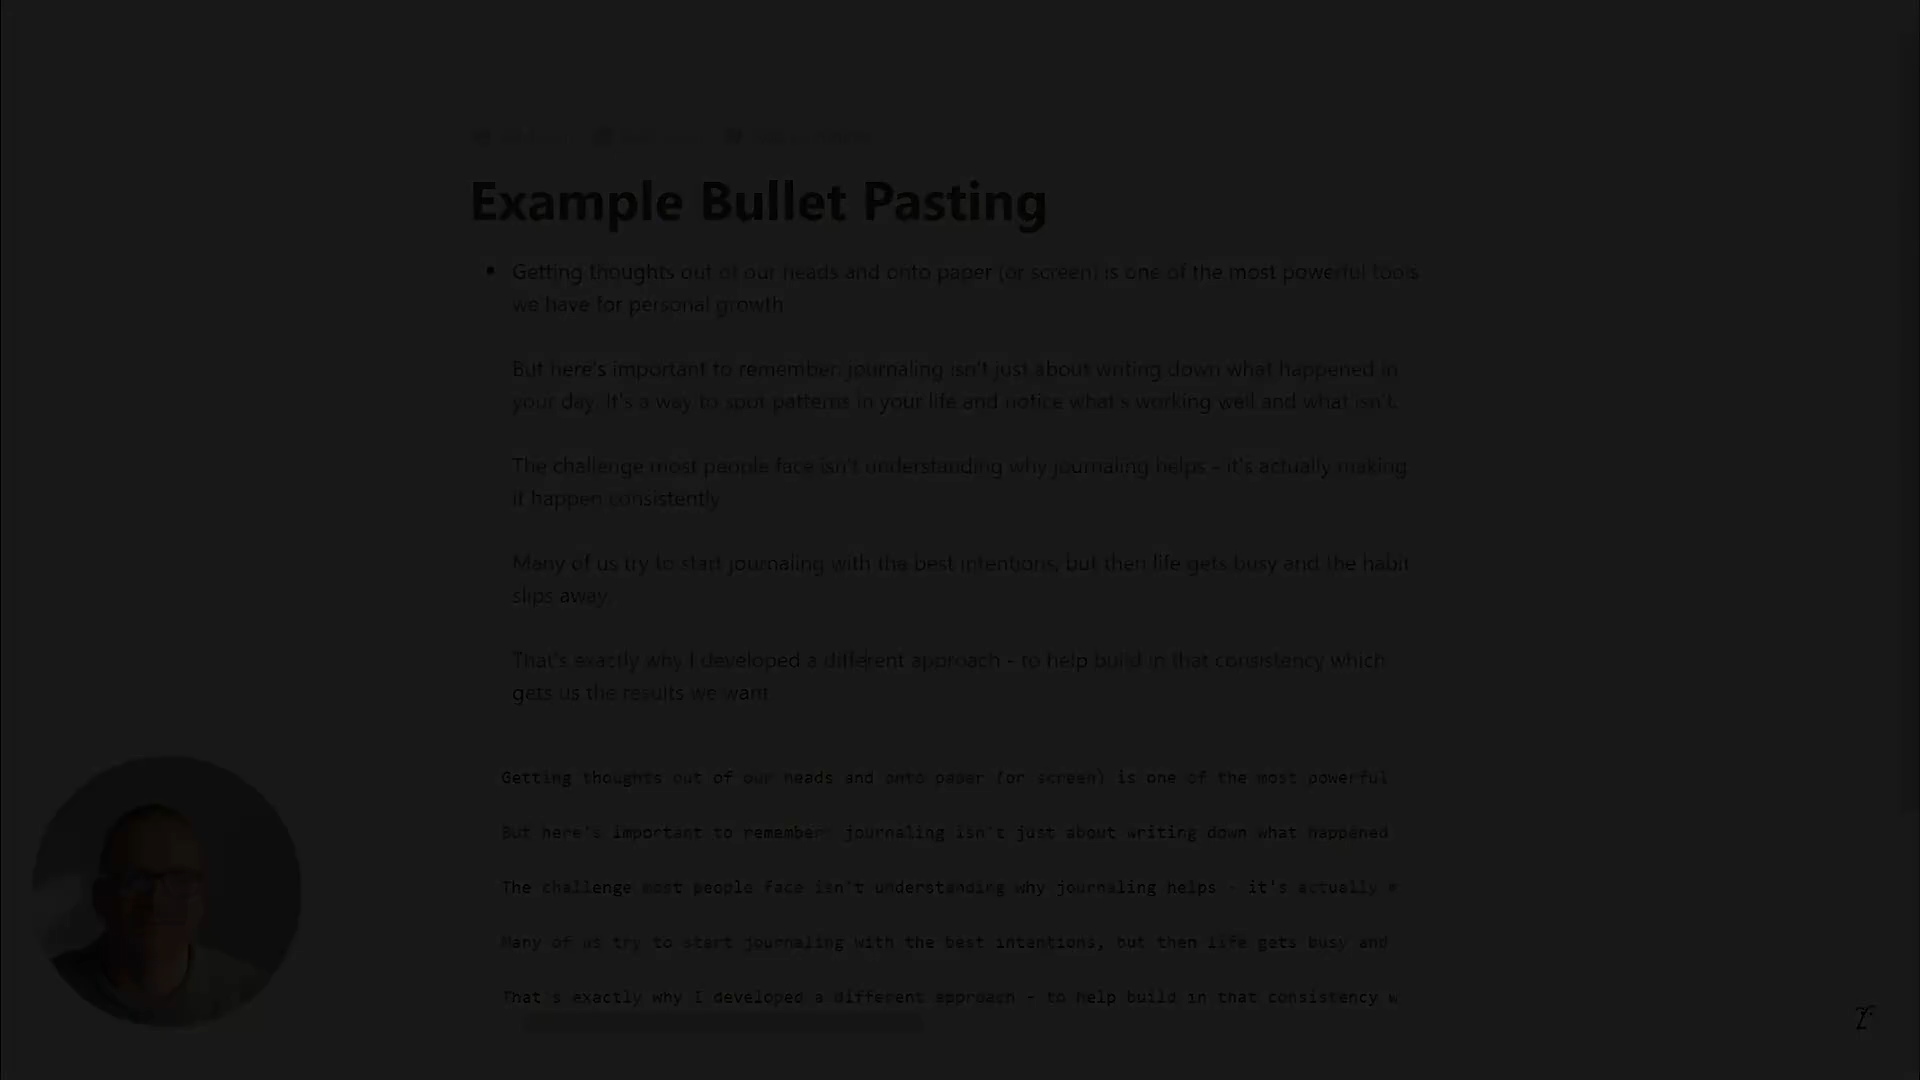 Example Bullet Pasting
• Getting thoughts out of our heads and onto paper (or screen) is one of the most powerful tools
we have for personal growth
But here's important to remember: journaling isn't just about writing down what happened in
your day. It's a way to spot patterns in your life and notice what's working well and what isn't.
The challenge most people face isn't understanding why journaling helps - it's actually making
it happen consistently
Many of us try to start journaling with the best intentions, but then life gets busy and the habit
slips away.
That's exactly why I developed a different approach - to help build in that consistency which
gets us the results we want
Getting thoughts out of our heads and onto paper (or screen) is one of the most powerful
But here's important to remember: journaling isn't just about writing down what happened
The challenge most people face isn't understanding why journaling helps - it's actually
Many of us try to start journaling with the best intentions, but then life gets busy and
That's exactly why I developed a different approach - to help build in that consistency w